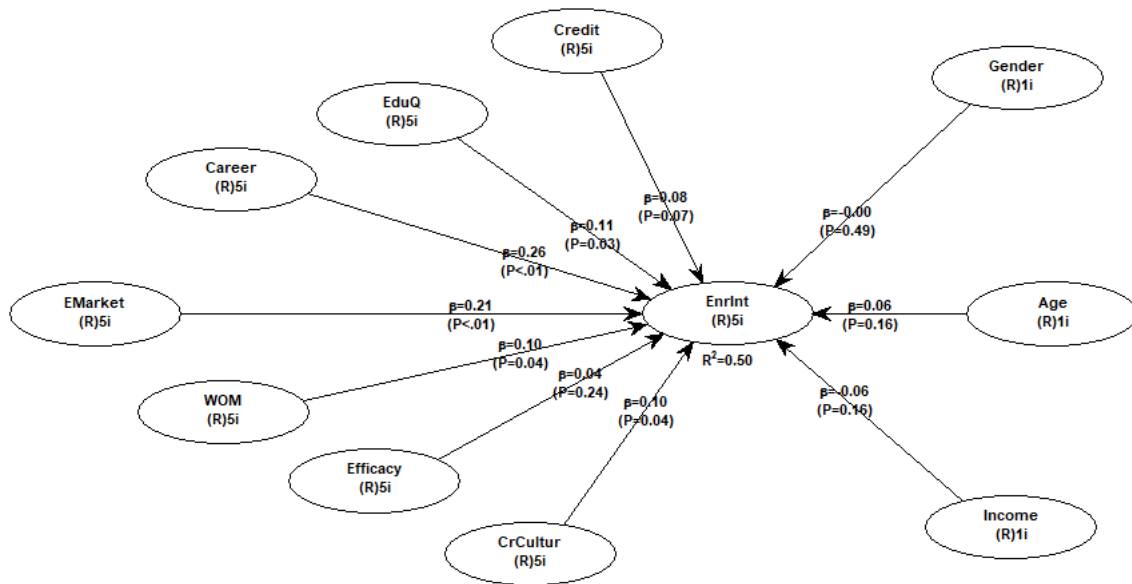 Credit
(R)5i
Gender
(R)1i
EduQ
(R)5i
Career
(R)5i
β=0.08
(P=0.07)
β=-0.00
(P=0.49)
β=0.11
(P=0.03)
β=0.26
(P<.01)
EMarket
(R)5i
β=0.21
(P<.01)
EnrInt
(R)5i
R²=0.50
β=0.06
(P=0.16)
Age
(R)1i
β=0.10
(P=0.04)
WOM
(R)5i
β=0.04
(P=0.24)
β=0.10
(P=0.04)
β=-0.06
(P=0.16)
Efficacy
(R)5i
CrCultur
(R)5i
Income
(R)1i